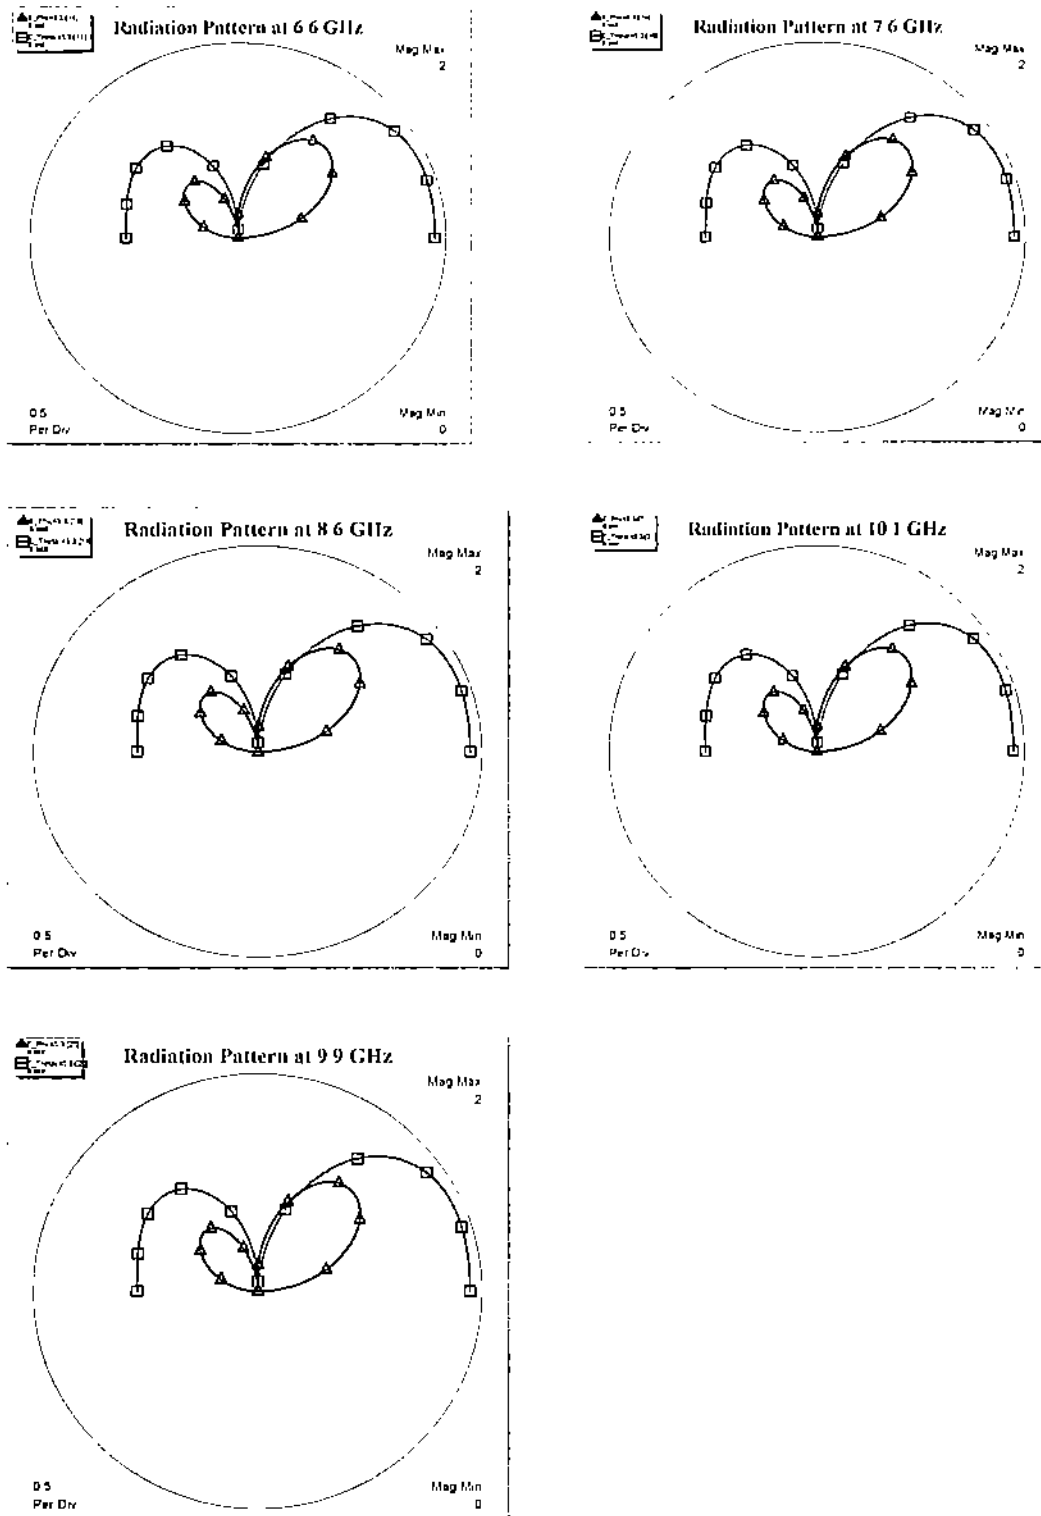 Radiation Pattern at 6 6 GHz
Mag Max
2
0 5
Per Div
Mag Min
0
Radiation Pattern at 7 6 GHz
Mag Max
2
0 5
Per Div
Mag Min
0
Radiation Pattern at 8 6 GHz
Mag Max
2
0 5
Per Div
Mag Min
0
Radiation Pattern at 10 1 GHz
Mag Max
2
0 5
Per Div
Mag Min
0
Radiation Pattern at 9 9 GHz
Mag Max
2
0 5
Per Div
Mag Min
0